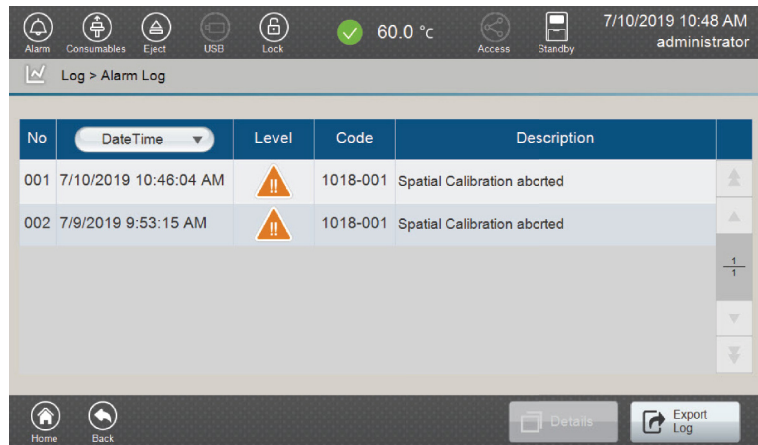 60.0 °c
7/10/2019 10:48 AM
administrator
Alarm
Consumables
Eject
USB
Lock
Access
Standby
Log > Alarm Log
No
DateTime
Level
Code
Description
001 7/10/2019 10:46:04 AM !! 1018-001 Spatial Calibration abcrted
002 7/9/2019 9:53:15 AM !! 1018-001 Spatial Calibration abcrted
1
1
Home
Back
Details
Export
Log